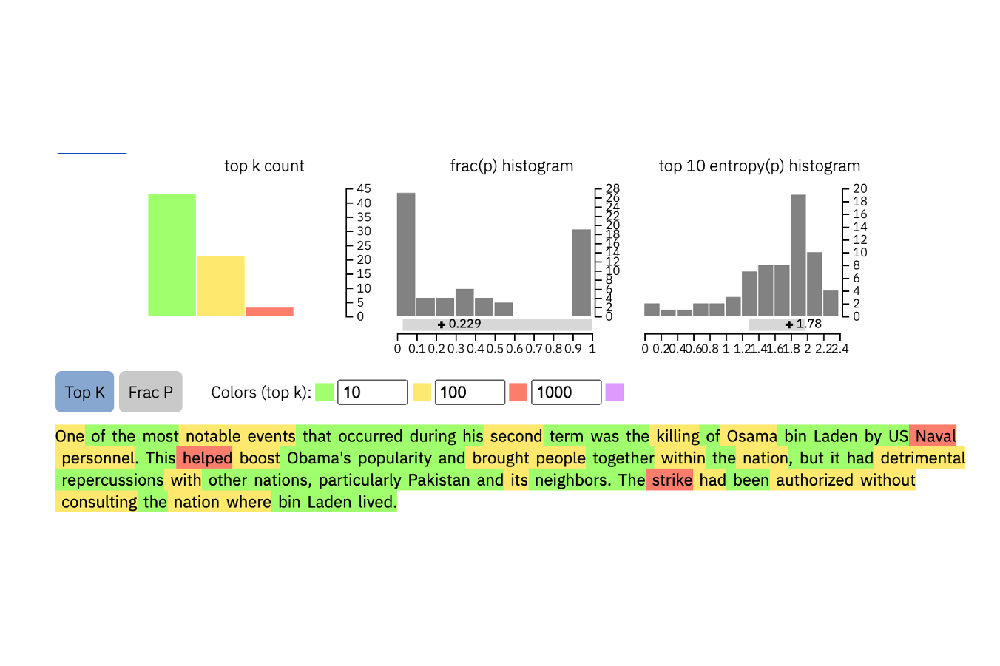 top k count frac(p) histogram top 10 entropy(p) histogram
45 40 35 30 25 20 15 10 5 0
28 26 24 22 20 18 16 14 12 10 8 6 4 2 0
20 18 16 14 12 10 8 6 4 2 0
0.229 1.78
0 0.1 0.2 0.3 0.4 0.5 0.6 0.7 0.8 0.9 1
0 0.2 0.4 0.6 0.8 1 1.2 1.4 1.6 1.8 2 2.2 2.4
Top K Frac P Colors (top k): 10 100 1000
One of the most notable events that occurred during his second term was the killing of Osama bin Laden by US Naval
personnel. This helped boost Obama's popularity and brought people together within the nation, but it had detrimental
repercussions with other nations, particularly Pakistan and its neighbors. The strike had been authorized without
consulting the nation where bin Laden lived.